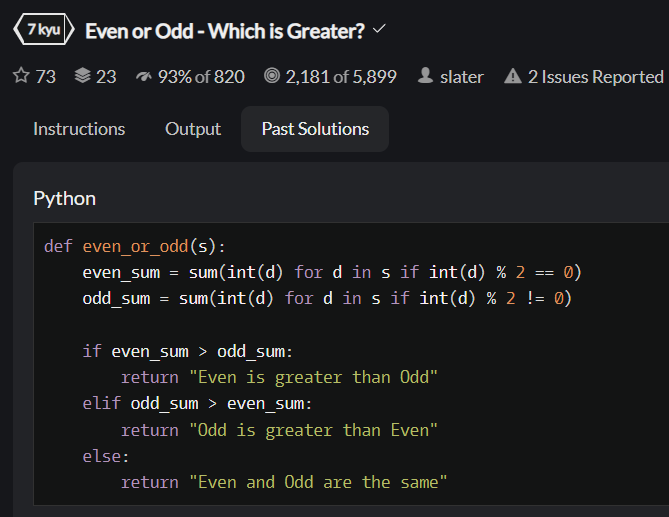 7 kyu Even or Odd - Which is Greater?
73 23 93% of 820 2,181 of 5,899 slater 2 Issues Reported
Instructions Output Past Solutions
Python
def even_or_odd(s):
    even_sum = sum(int(d) for d in s if int(d) % 2 == 0)
    odd_sum = sum(int(d) for d in s if int(d) % 2 != 0)
    if even_sum > odd_sum:
        return "Even is greater than Odd"
    elif odd_sum > even_sum:
        return "Odd is greater than Even"
    else:
        return "Even and Odd are the same"